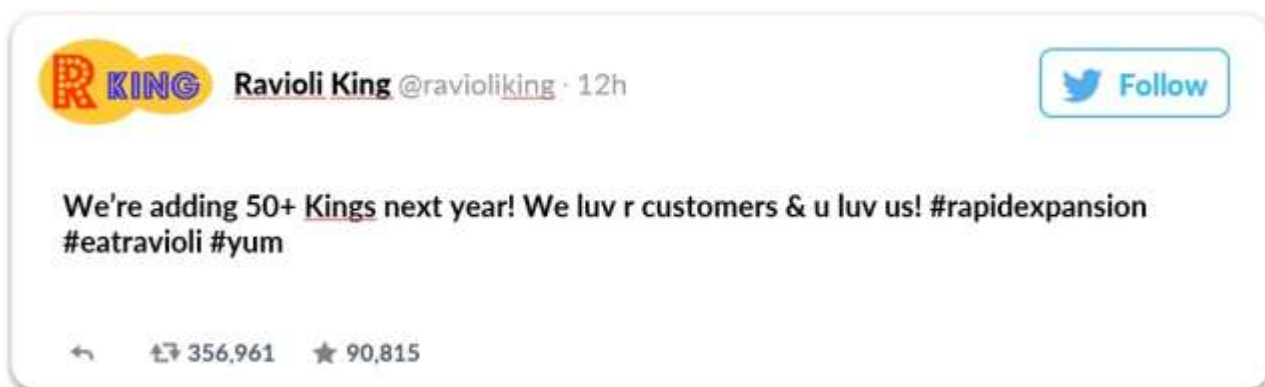 R KING Ravioli King @ravioliking · 12h Follow
We're adding 50+ Kings next year! We luv r customers & u luv us! #rapidexpansion
#eatravioli #yum
356,961 90,815